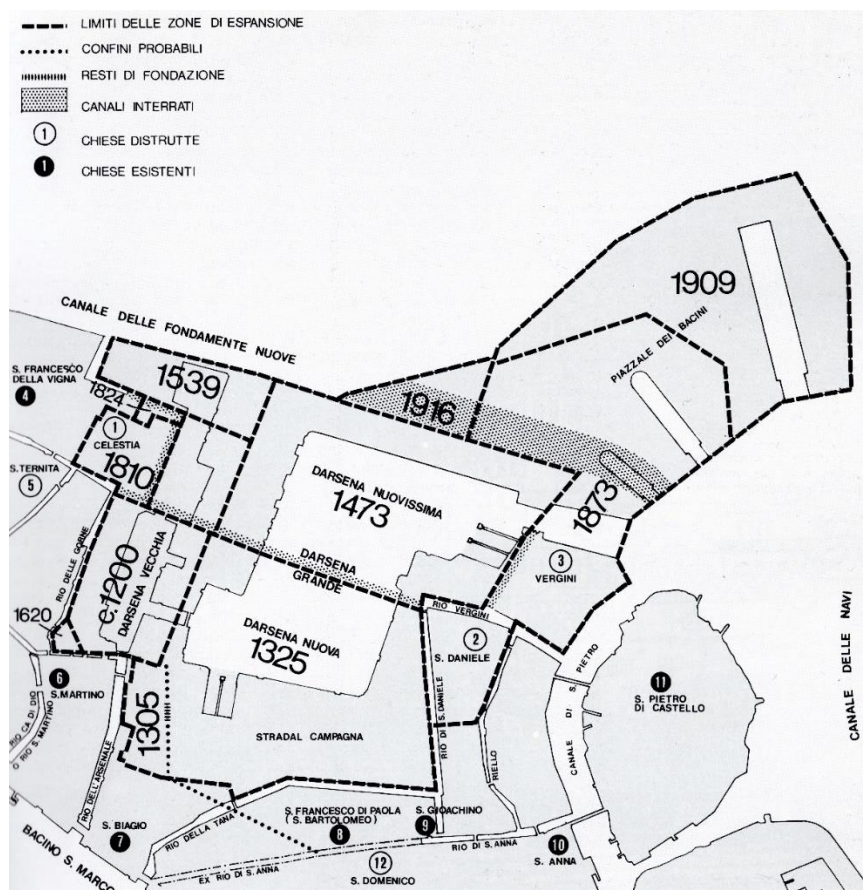 LIMITI DELLE ZONE DI ESPANSIONE
CONFINI PROBABILI
RESTI DI FONDAZIONE
CANALI INTERRATI
1 CHIESE DISTRUTTE
1 CHIESE ESISTENTI
CANALE DELLE FONDAMENTE NUOVE
1909
PIAZZALE DEI BACINI
S. FRANCESCO
DELLA VIGNA
4
1539
1824
1916
1
CELESTIA
1810
S. TERNITA
5
DARSENA NUOVISSIMA
1473
1873
3
VERGINI
RIO DELLE GORNE
C.1200
DARSENA VECCHIA
DARSENA
GRANDE
RIO VERGINI
1620
DARSENA NUOVA
1325
2
S. DANIELE
RIO DI S. DANIELE
6
S. MARTINO
RIO CA DI DIO
O RIO S. MARTINO
1305
STRADAL CAMPAGNA
RIELLO
CANALE DI S. PIETRO
11
S. PIETRO
DI CASTELLO
CANALE DELLE NAVI
RIO DELL'ARSENALE
S. BIAGIO
7
RIO DELLA TANA
S. FRANCESCO DI PAOLA
( S. BARTOLOMEO )
8
S. GIOACHINO
9
RIO DI S. ANNA
10
S. ANNA
BACINO S. MARCO
EX RIO DI S. ANNA
12
S. DOMENICO